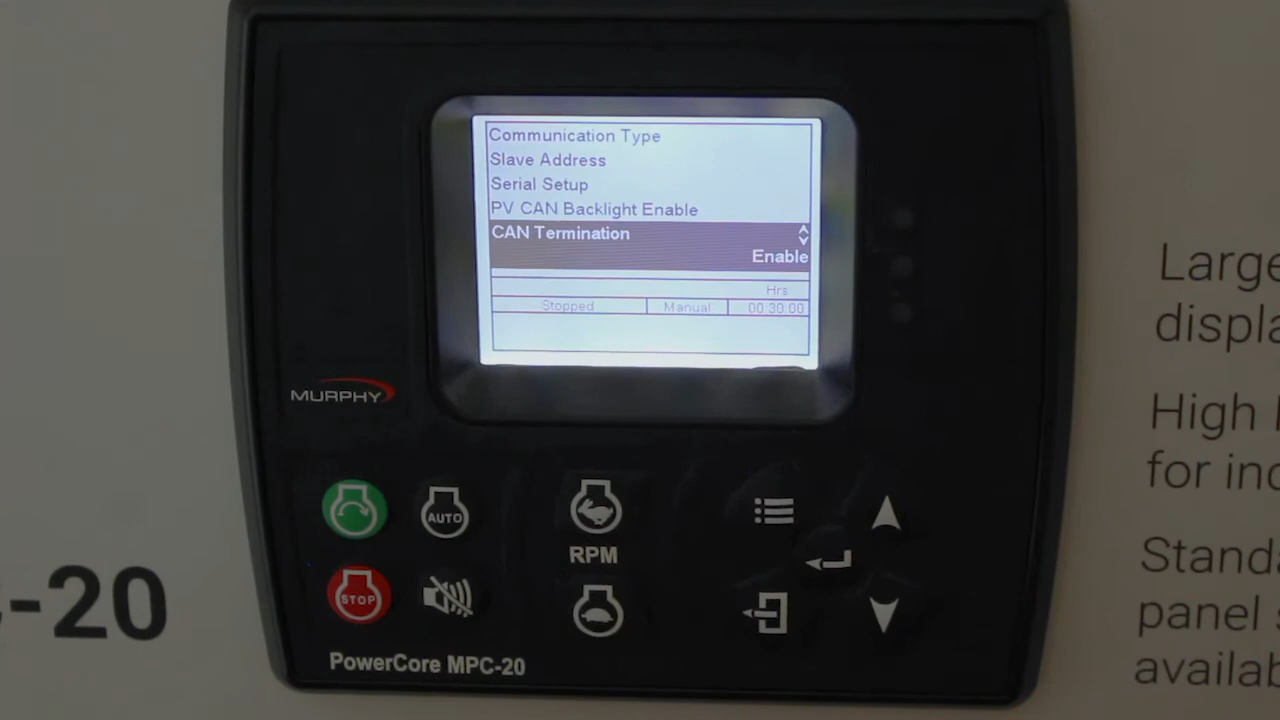 Communication Type
Slave Address
Serial Setup
PV CAN Backlight Enable
CAN Termination
Enable
Hrs
Stopped Manual 00:30:00
MURPHY
AUTO
RPM
STOP
PowerCore MPC-20
-20
Large
displa
High
for ind
Standa
panel
availab